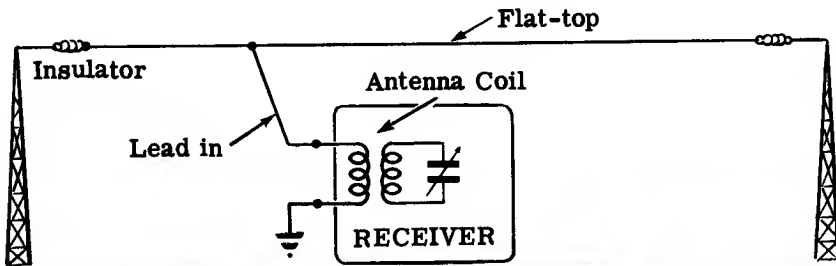 Flat-top
Insulator
Antenna Coil
Lead in
RECEIVER